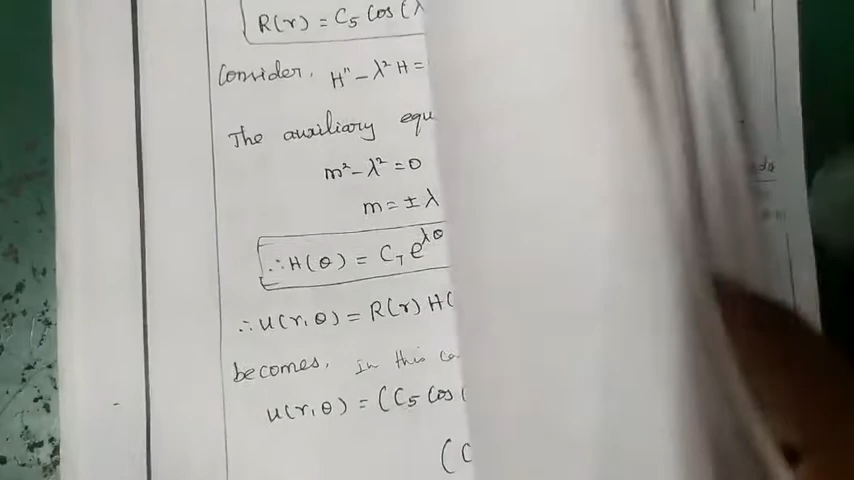 R(r) = C₅ cos(λ
Consider, H" - λ² H =
The auxiliary equ
m² - λ² = 0
m = ± λ
∴ H(θ) = C₇ e^λθ
∴ u(r,θ) = R(r) H(
becomes, in this ca
u(r,θ) = (C₅ cos (
(C